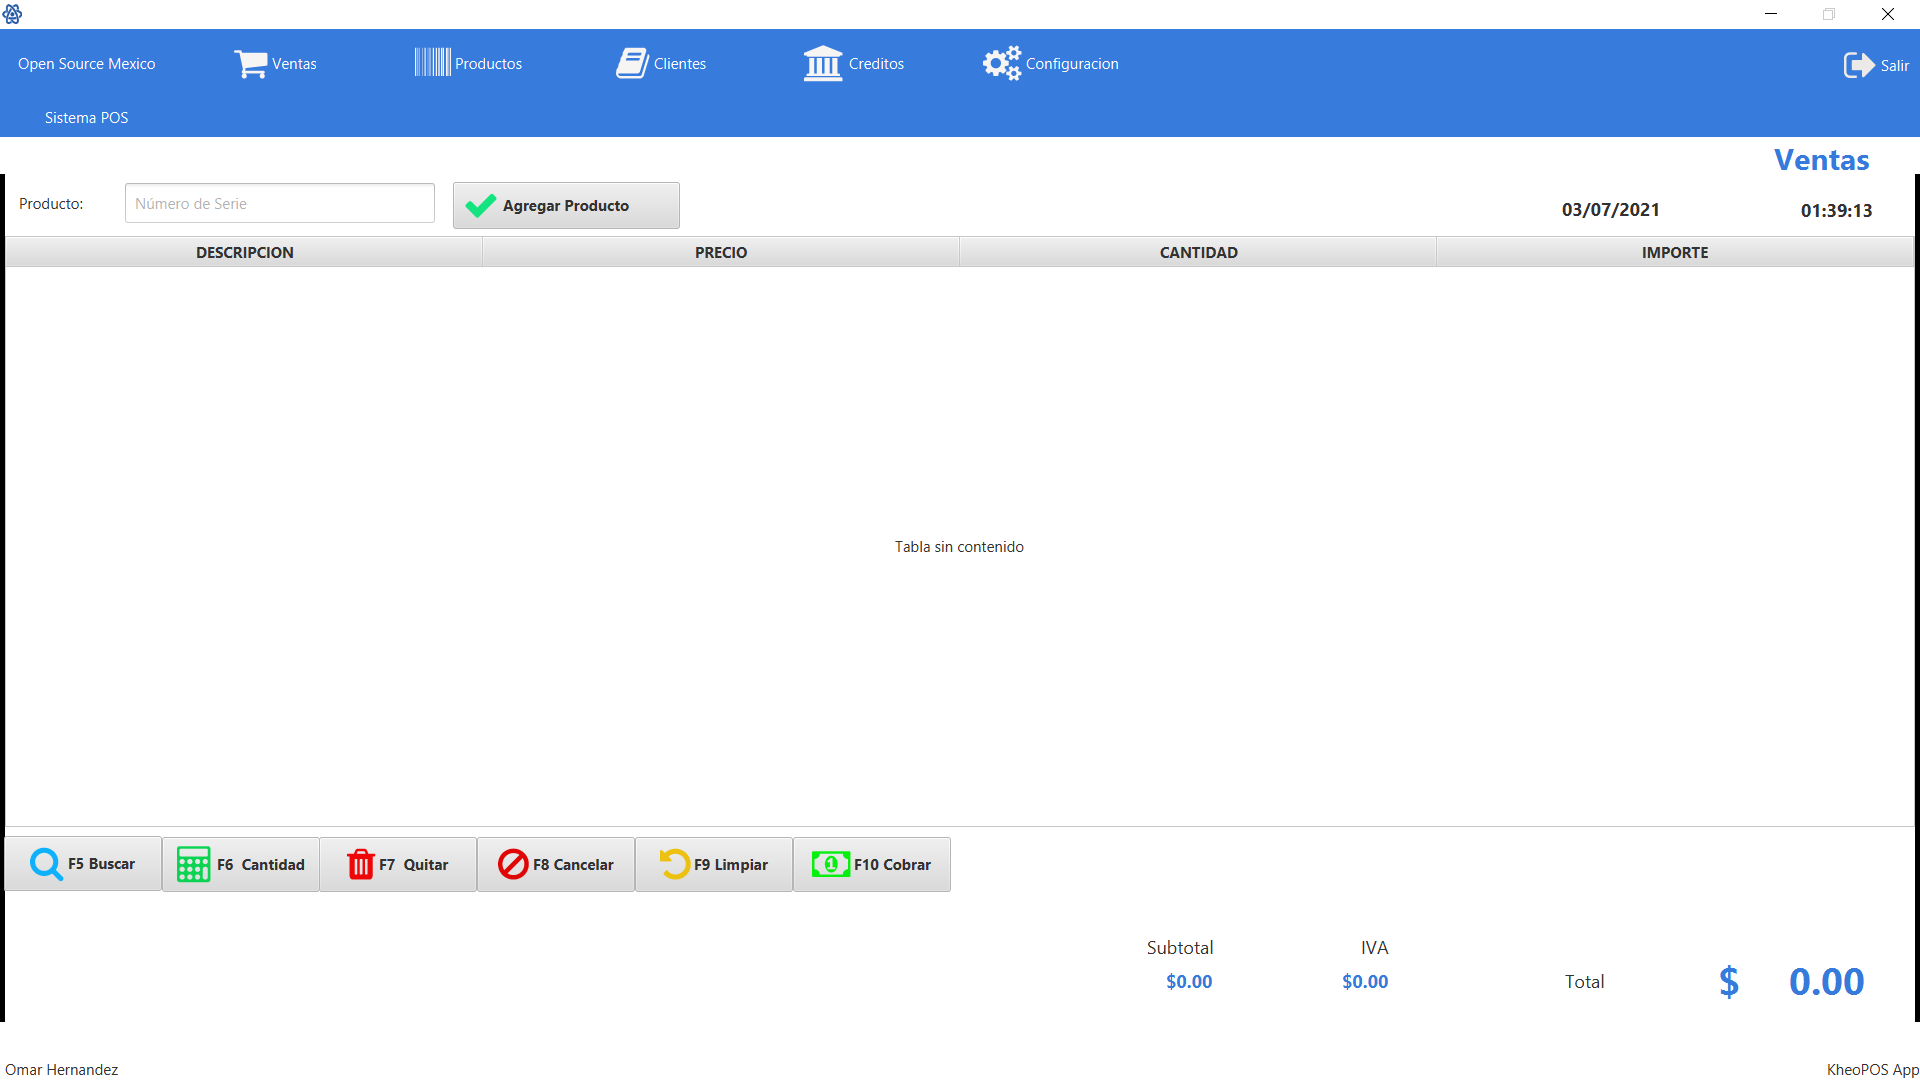 Open Source Mexico
Ventas
Productos
Clientes
Creditos
Configuracion
Salir
Sistema POS
Ventas
Producto:
Número de Serie
Agregar Producto
03/07/2021
01:39:13
DESCRIPCION
PRECIO
CANTIDAD
IMPORTE
Tabla sin contenido
F5 Buscar
F6 Cantidad
F7 Quitar
F8 Cancelar
F9 Limpiar
1
F10 Cobrar
Subtotal
IVA
$0.00
$0.00
Total
$ 0.00
Omar Hernandez
KheoPOS App